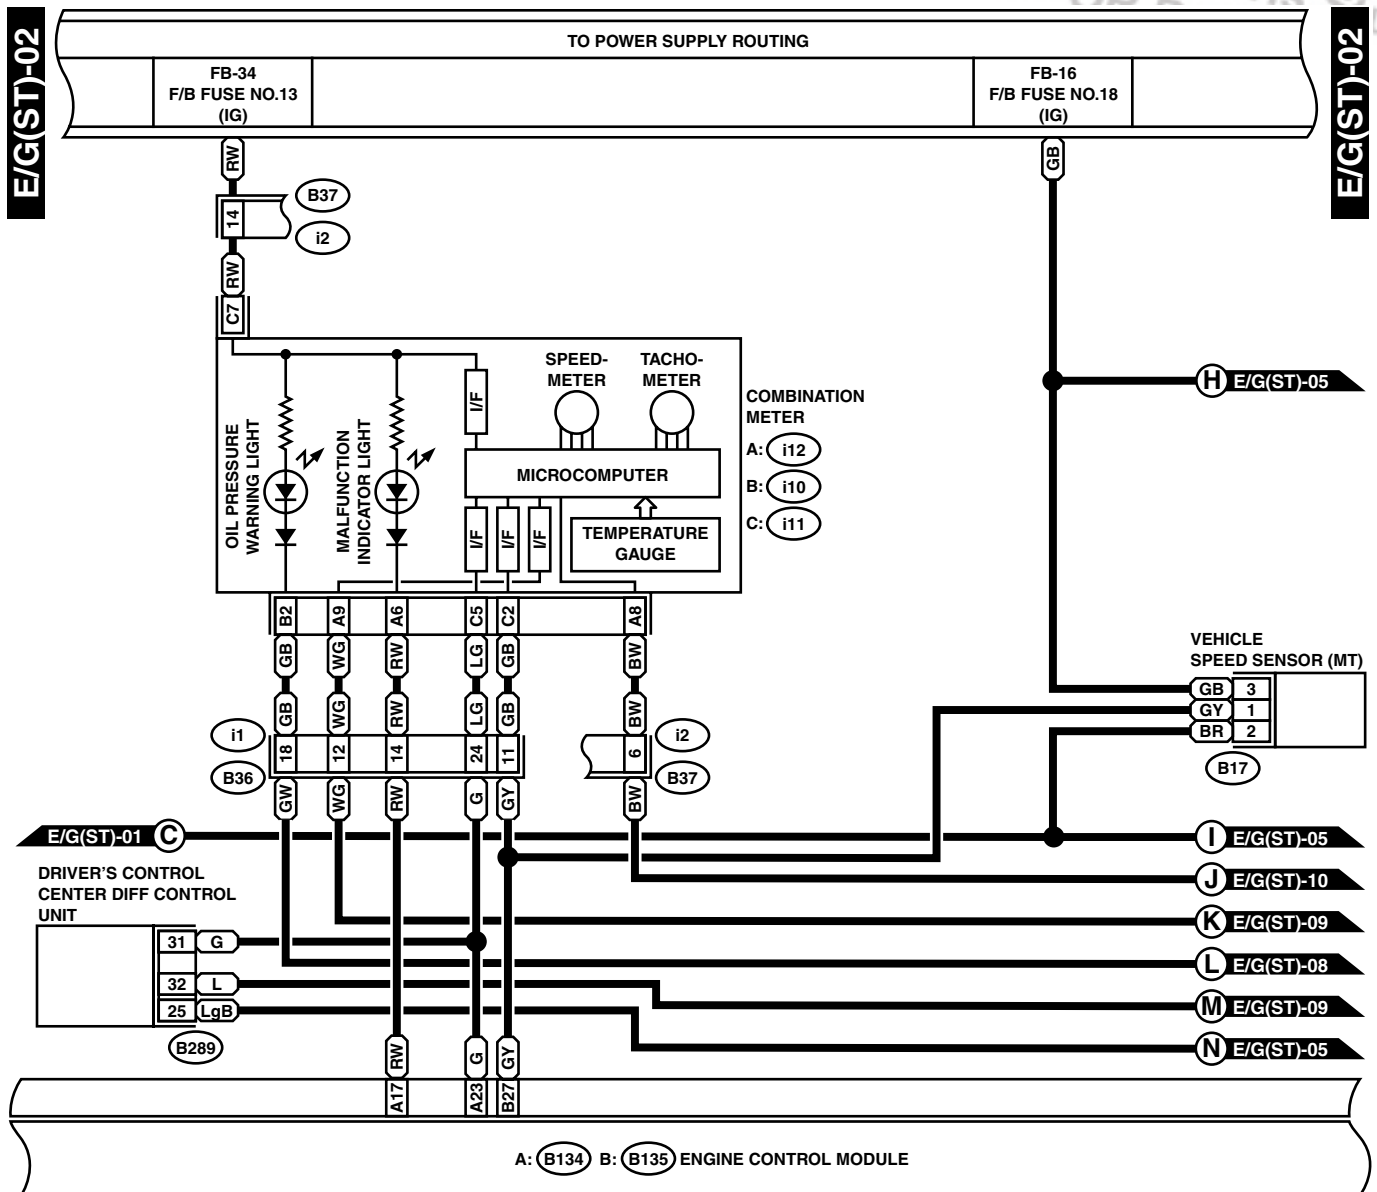 E/G(ST)-02
E/G(ST)-02
TO POWER SUPPLY ROUTING
FB-34
F/B FUSE NO.13
(IG)
FB-16
F/B FUSE NO.18
(IG)
RW
GB
14
B37
i2
RW
C7
H E/G(ST)-05
OIL PRESSURE
WARNING LIGHT
MALFUNCTION
INDICATOR LIGHT
I/F
SPEED-
METER
TACHO-
METER
MICROCOMPUTER
I/F
I/F
I/F
TEMPERATURE
GAUGE
COMBINATION
METER
A: i12
B: i10
C: i11
B2 A9 A6 C5 C2 A8
GB WG RW LG GB BW
GB WG RW LG GB BW
i1
18 12 14 24 11 6
i2
B36
B37
GW WG RW G GY BW
VEHICLE
SPEED SENSOR (MT)
GB 3
GY 1
BR 2
B17
E/G(ST)-01 C
I E/G(ST)-05
J E/G(ST)-10
K E/G(ST)-09
L E/G(ST)-08
M E/G(ST)-09
N E/G(ST)-05
DRIVER'S CONTROL
CENTER DIFF CONTROL
UNIT
31 G
32 L
25 LgB
B289
RW G GY
A17 A23 B27
A: B134 B: B135 ENGINE CONTROL MODULE